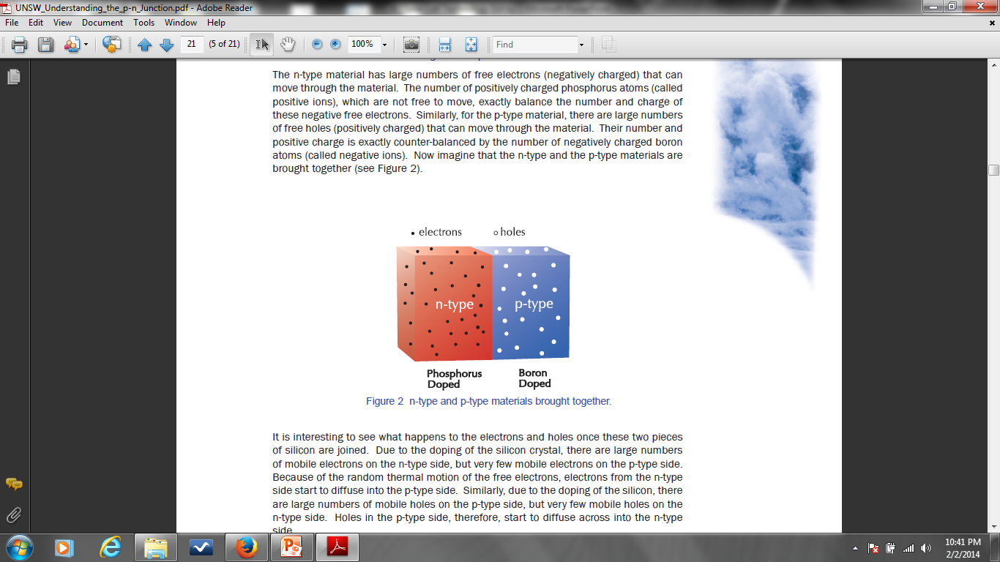 UNSW_Understanding_the_p-n_Junction.pdf - Adobe Reader
File Edit View Document Tools Window Help
21 (5 of 21) 100% Find
The n-type material has large numbers of free electrons (negatively charged) that can
move through the material. The number of positively charged phosphorus atoms (called
positive ions), which are not free to move, exactly balance the number and charge of
these negative free electrons. Similarly, for the p-type material, there are large numbers
of free holes (positively charged) that can move through the material. Their number and
positive charge is exactly counter-balanced by the number of negatively charged boron
atoms (called negative ions). Now imagine that the n-type and the p-type materials are
brought together (see Figure 2).
electrons holes
n-type p-type
Phosphorus Boron
Doped Doped
Figure 2 n-type and p-type materials brought together.
It is interesting to see what happens to the electrons and holes once these two pieces
of silicon are joined. Due to the doping of the silicon crystal, there are large numbers
of mobile electrons on the n-type side, but very few mobile electrons on the p-type side.
Because of the random thermal motion of the free electrons, electrons from the n-type
side start to diffuse into the p-type side. Similarly, due to the doping of the silicon, there
are large numbers of mobile holes on the p-type side, but very few mobile holes on the
n-type side. Holes in the p-type side, therefore, start to diffuse across into the n-type
side.
10:41 PM
2/2/2014